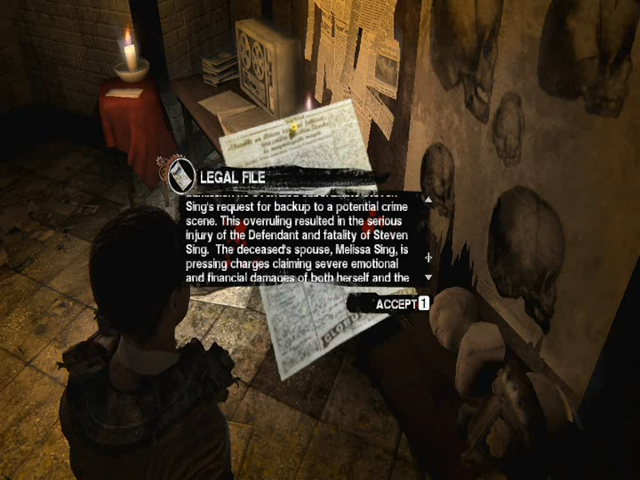 LEGAL FILE
Sing's request for backup to a potential crime
scene. This overruling resulted in the serious
injury of the Defendant and fatality of Steven
Sing. The deceased's spouse, Melissa Sing, is
pressing charges claiming severe emotional
and financial damages of both herself and the
ACCEPT 1